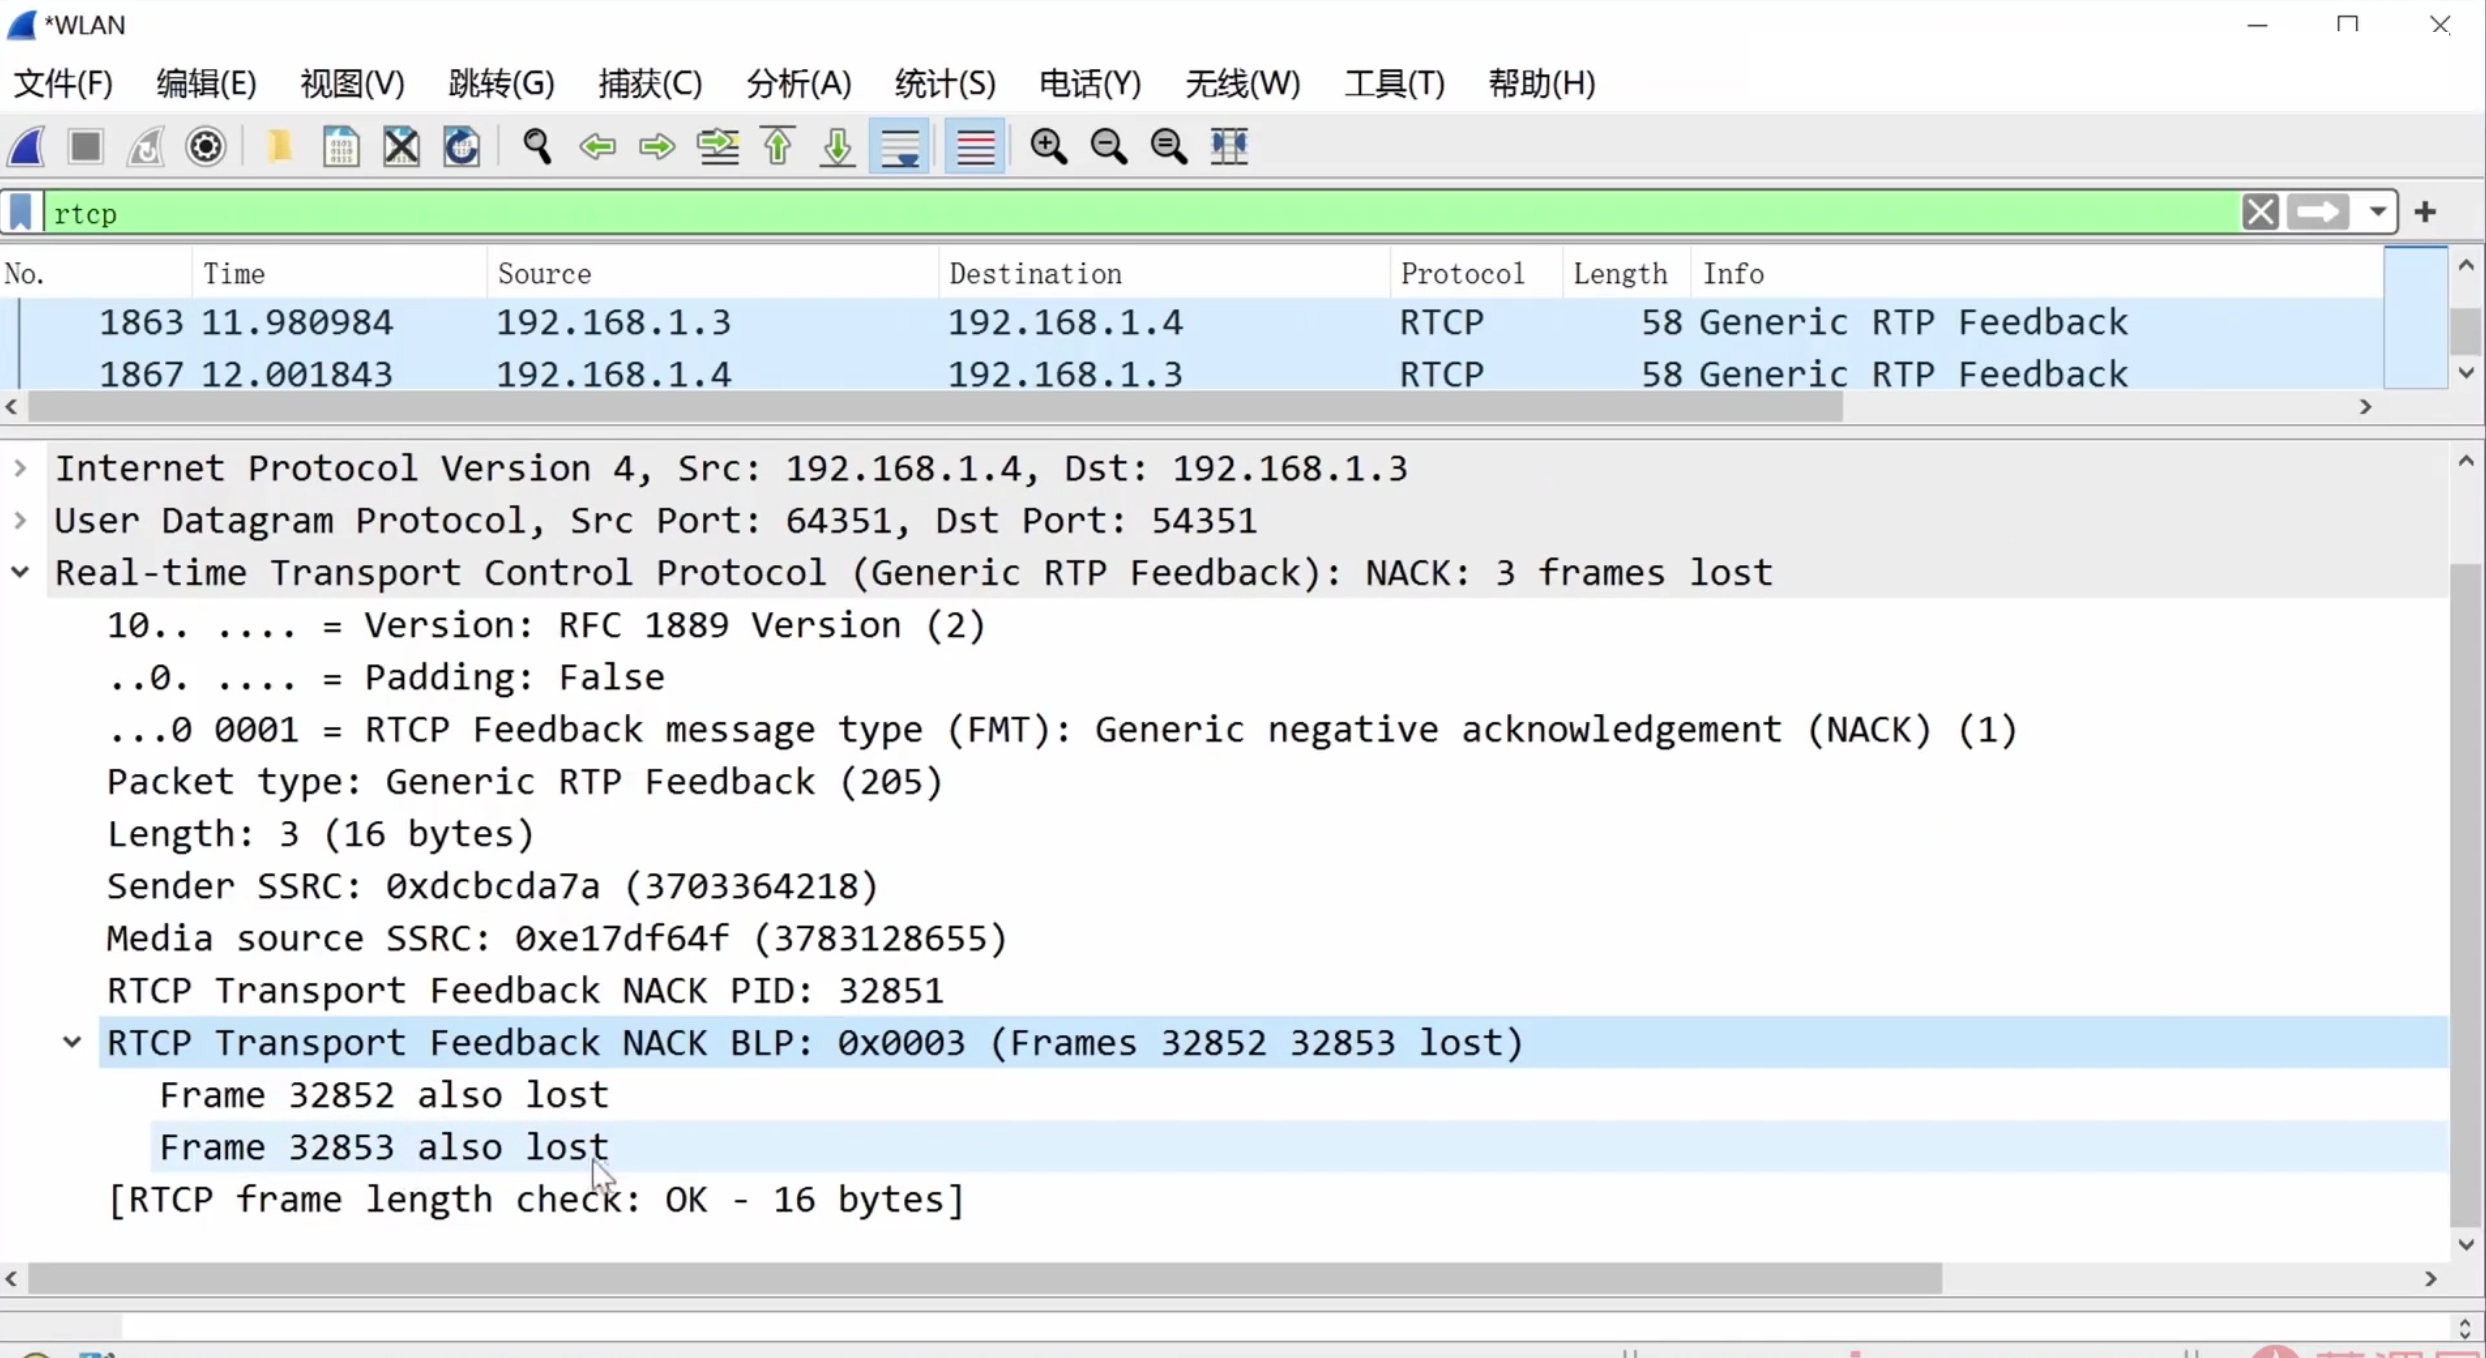 *WLAN
文件(F) 编辑(E) 视图(V) 跳转(G) 捕获(C) 分析(A) 统计(S) 电话(Y) 无线(W) 工具(T) 帮助(H)
rtcp
No. Time Source Destination Protocol Length Info
1863 11.980984 192.168.1.3 192.168.1.4 RTCP 58 Generic RTP Feedback
1867 12.001843 192.168.1.4 192.168.1.3 RTCP 58 Generic RTP Feedback
Internet Protocol Version 4, Src: 192.168.1.4, Dst: 192.168.1.3
User Datagram Protocol, Src Port: 64351, Dst Port: 54351
Real-time Transport Control Protocol (Generic RTP Feedback): NACK: 3 frames lost
10.. .... = Version: RFC 1889 Version (2)
..0. .... = Padding: False
...0 0001 = RTCP Feedback message type (FMT): Generic negative acknowledgement (NACK) (1)
Packet type: Generic RTP Feedback (205)
Length: 3 (16 bytes)
Sender SSRC: 0xdcbcda7a (3703364218)
Media source SSRC: 0xe17df64f (3783128655)
RTCP Transport Feedback NACK PID: 32851
RTCP Transport Feedback NACK BLP: 0x0003 (Frames 32852 32853 lost)
Frame 32852 also lost
Frame 32853 also lost
[RTCP frame length check: OK - 16 bytes]